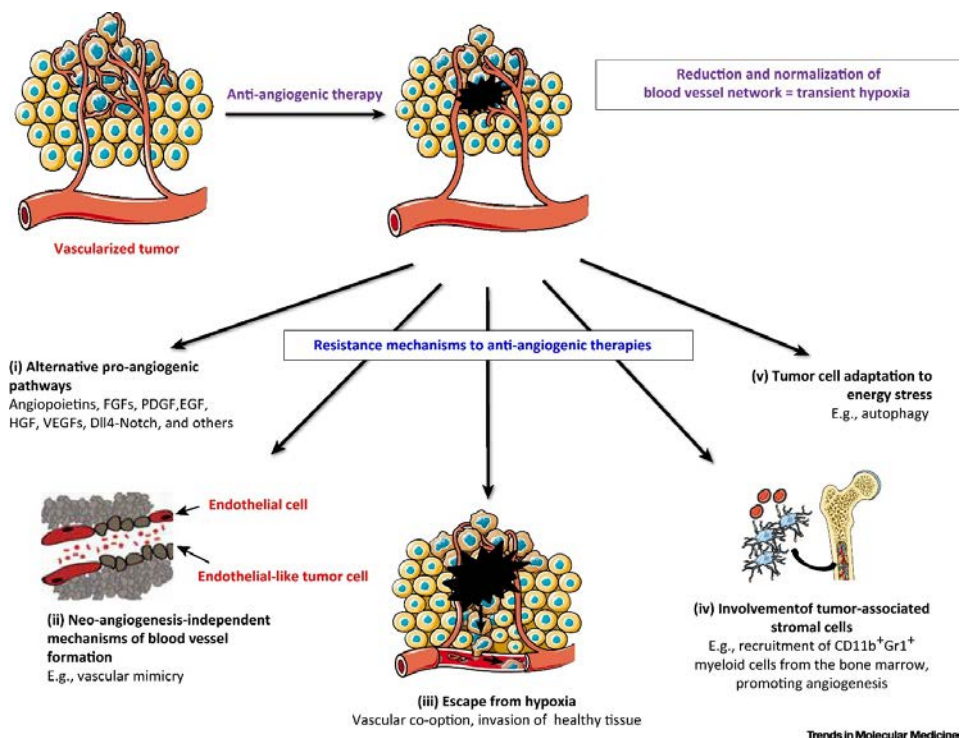 Anti-angiogenic therapy
Reduction and normalization of
blood vessel network = transient hypoxia
Vascularized tumor
Resistance mechanisms to anti-angiogenic therapies
(i) Alternative pro-angiogenic
pathways
Angiopoietins, FGFs, PDGF,EGF,
HGF, VEGFs, Dll4-Notch, and others
(v) Tumor cell adaptation to
energy stress
E.g., autophagy
Endothelial cell
Endothelial-like tumor cell
(ii) Neo-angiogenesis-independent
mechanisms of blood vessel
formation
E.g., vascular mimicry
(iii) Escape from hypoxia
Vascular co-option, invasion of healthy tissue
(iv) Involvementof tumor-associated
stromal cells
E.g., recruitment of CD11b⁺Gr1⁺
myeloid cells from the bone marrow,
promoting angiogenesis
Trends in Molecular Medicine